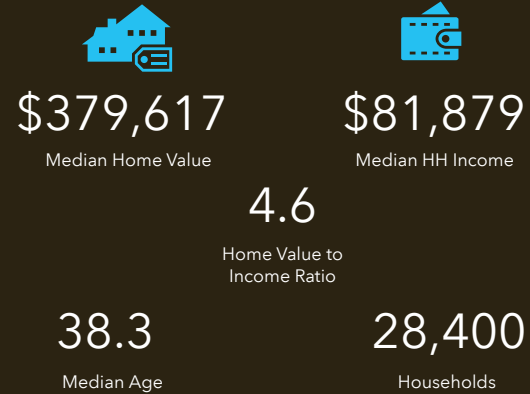 $379,617
Median Home Value
$81,879
Median HH Income
4.6
Home Value to
Income Ratio
38.3
Median Age
28,400
Households